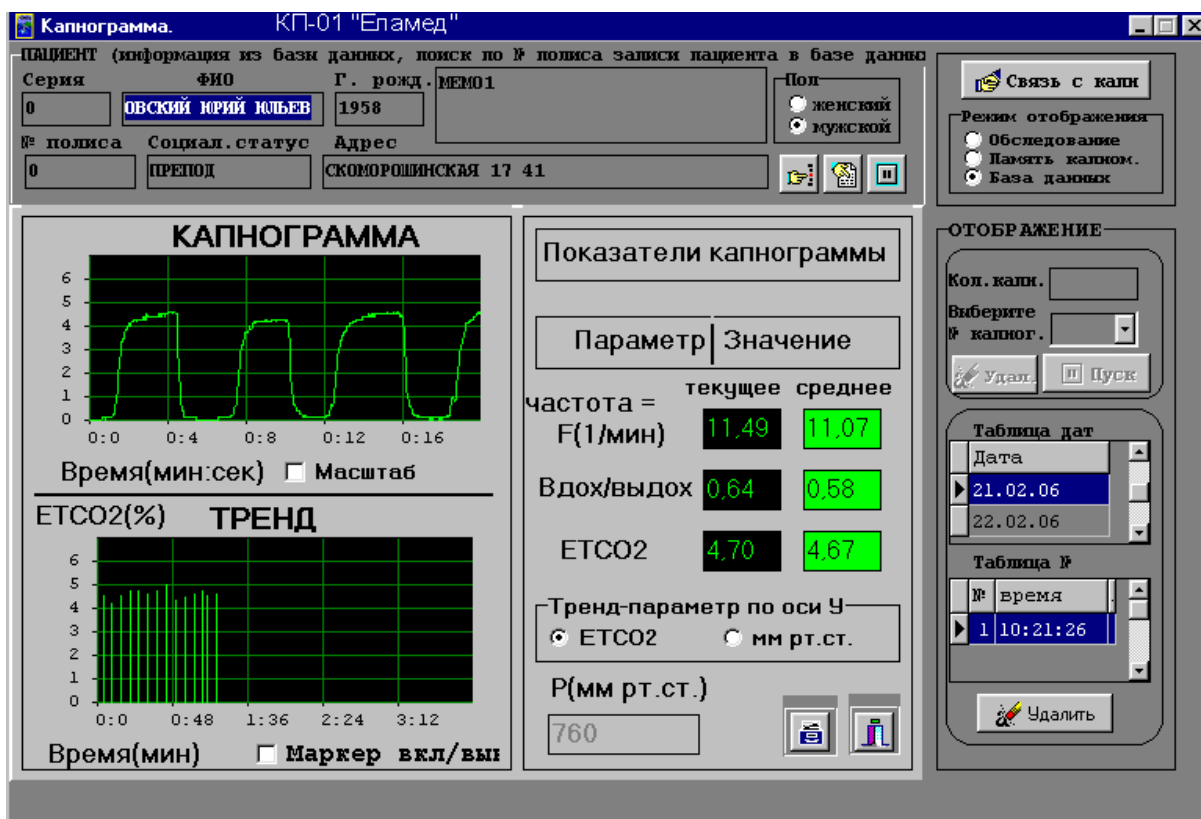 Капнограмма. КП-01 "Еламед"
ПАЦИЕНТ (информация из базы данных, поиск по № полиса записи пациента в базе данны
Серия ФИО Г. рожд. MEMO1 Пол
0 ОВСКИЙ ЮРИЙ ЮЛЬЕВ 1958 женский
мужской
№ полиса Социал.статус Адрес
0 ПРЕПОД СКОМОРОШИНСКАЯ 17 41
Связь с капн
Режим отображения
Обследование
Память капном.
База данных
КАПНОГРАММА
6
5
4
3
2
1
0
0:0 0:4 0:8 0:12 0:16
Время(мин:сек) Масштаб
ETCO2(%) ТРЕНД
6
5
4
3
2
1
0
0:0 0:48 1:36 2:24 3:12
Время(мин) Маркер вкл/вык
Показатели капнограммы
Параметр Значение
текущее среднее
частота =
F(1/мин) 11,49 11,07
Вдох/выдох 0,64 0,58
ETCO2 4,70 4,67
Тренд-параметр по оси У
ETCO2 мм рт.ст.
Р(мм рт.ст.)
760
ОТОБРАЖЕНИЕ
Кол.капн.
Выберите
№ капног.
Удал. Пуск
Таблица дат
Дата
21.02.06
22.02.06
Таблица №
№ время
1 10:21:26
Удалить